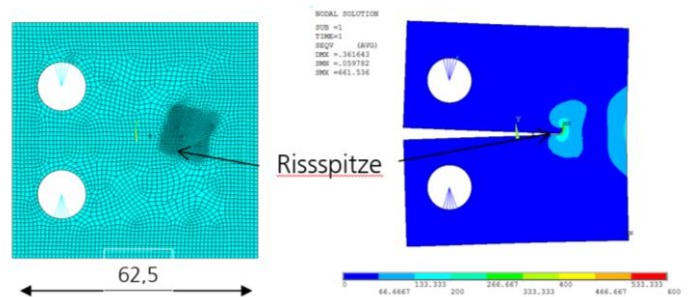 NODAL SOLUTION
SUB =1
TIME=1
SEQV (AVG)
DMX =.361643
SMN =.059782
SMX =661.536
Y
Rissspitze
62,5
0 133.333 266.667 400 533.333
66.6667 200 333.333 466.667 600